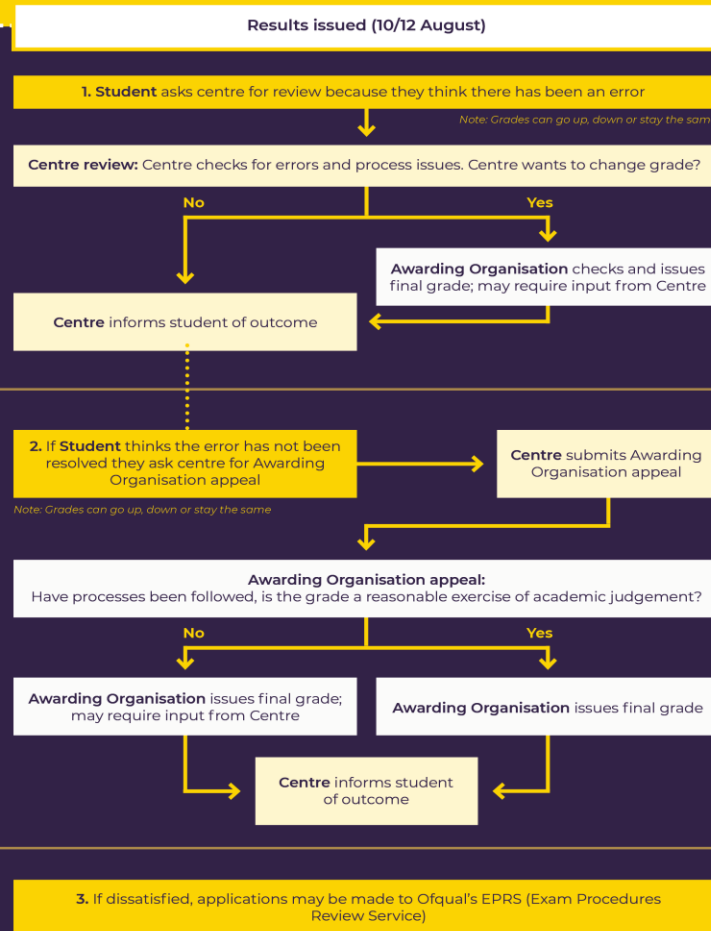 Results issued (10/12 August)
1. Student asks centre for review because they think there has been an error
Note: Grades can go up, down or stay the sam
Centre review: Centre checks for errors and process issues. Centre wants to change grade?
No
Yes
Awarding Organisation checks and issues
final grade; may require input from Centre
Centre informs student of outcome
2. If Student thinks the error has not been
resolved they ask centre for Awarding
Organisation appeal
Centre submits Awarding
Organisation appeal
Note: Grades can go up, down or stay the same
Awarding Organisation appeal:
Have processes been followed, is the grade a reasonable exercise of academic judgement?
No
Yes
Awarding Organisation issues final grade;
may require input from Centre
Awarding Organisation issues final grade
Centre informs student
of outcome
3. If dissatisfied, applications may be made to Ofqual's EPRS (Exam Procedures
Review Service)